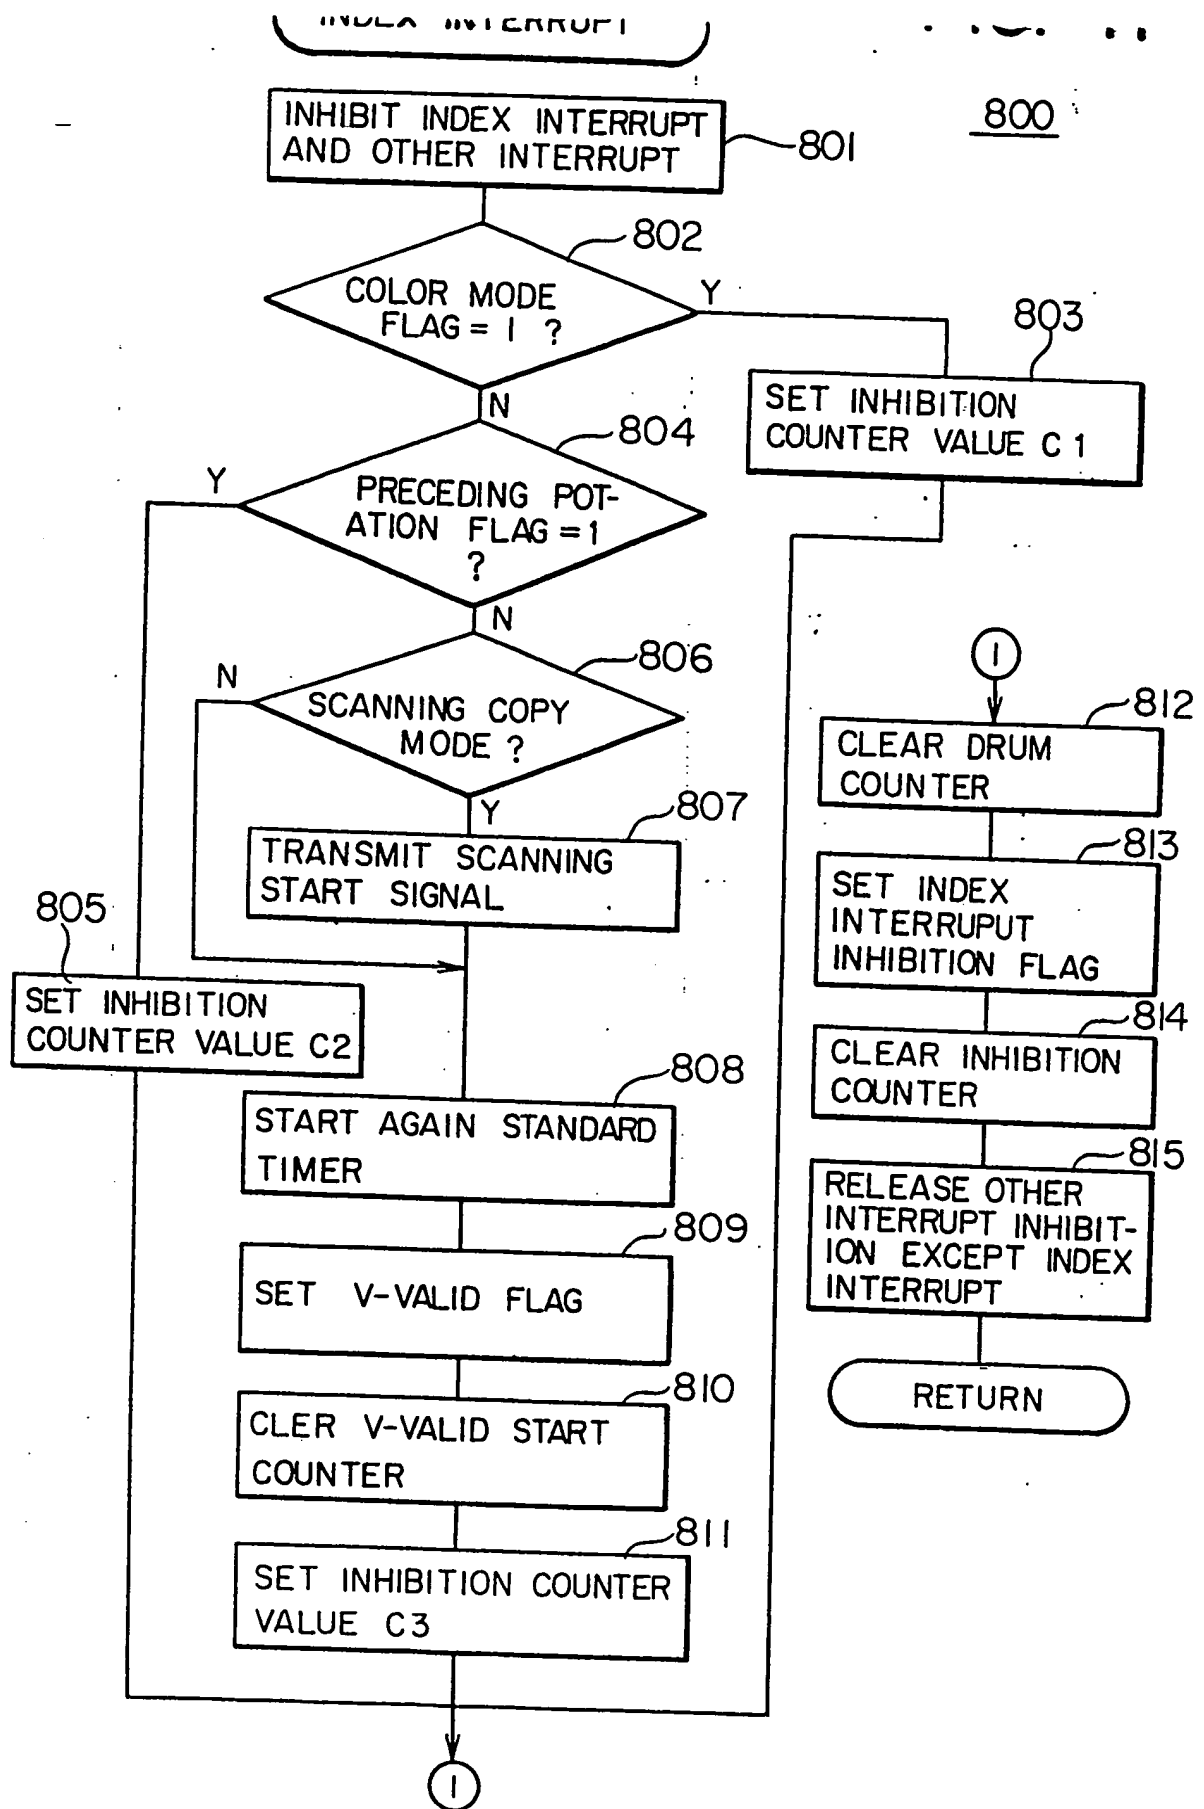 INDEX INTERRUPT
800
INHIBIT INDEX INTERRUPT
AND OTHER INTERRUPT
801
802
COLOR MODE
FLAG = 1 ?
Y
N
803
SET INHIBITION
COUNTER VALUE C1
804
PRECEDING POT-
ATION FLAG = 1
?
Y
N
805
SET INHIBITION
COUNTER VALUE C2
806
SCANNING COPY
MODE ?
N
Y
807
TRANSMIT SCANNING
START SIGNAL
808
START AGAIN STANDARD
TIMER
809
SET V-VALID FLAG
810
CLER V-VALID START
COUNTER
811
SET INHIBITION COUNTER
VALUE C3
1
1
812
CLEAR DRUM
COUNTER
813
SET INDEX
INTERRUPUT
INHIBITION FLAG
814
CLEAR INHIBITION
COUNTER
815
RELEASE OTHER
INTERRUPT INHIBIT-
ION EXCEPT INDEX
INTERRUPT
RETURN